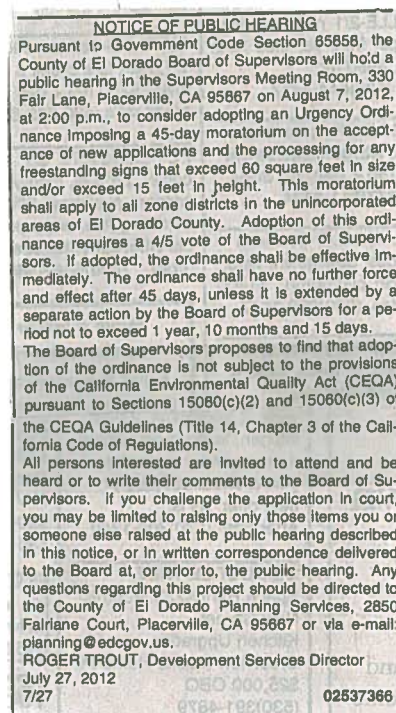 NOTICE OF PUBLIC HEARING
Pursuant to Government Code Section 65858, the
County of El Dorado Board of Supervisors will hold a
public hearing in the Supervisors Meeting Room, 330
Fair Lane, Placerville, CA 95667 on August 7, 2012,
at 2:00 p.m., to consider adopting an Urgency Ordi-
nance imposing a 45-day moratorium on the accept-
ance of new applications and the processing for any
freestanding signs that exceed 60 square feet in size
and/or exceed 15 feet in height. This moratorium
shall apply to all zone districts in the unincorporated
areas of El Dorado County. Adoption of this ordi-
nance requires a 4/5 vote of the Board of Supervi-
sors. If adopted, the ordinance shall be effective im-
mediately. The ordinance shall have no further force
and effect after 45 days, unless it is extended by a
separate action by the Board of Supervisors for a pe-
riod not to exceed 1 year, 10 months and 15 days.
The Board of Supervisors proposes to find that adop-
tion of the ordinance is not subject to the provisions
of the California Environmental Quality Act (CEQA)
pursuant to Sections 15060(c)(2) and 15060(c)(3) of
the CEQA Guidelines (Title 14, Chapter 3 of the Cali-
fornia Code of Regulations).
All persons interested are invited to attend and be
heard or to write their comments to the Board of Su-
pervisors. If you challenge the application in court,
you may be limited to raising only those items you or
someone else raised at the public hearing described
in this notice, or in written correspondence delivered
to the Board at, or prior to, the public hearing. Any
questions regarding this project should be directed to
the County of El Dorado Planning Services, 2850
Fairlane Court, Placerville, CA 95667 or via e-mail:
planning@edcgov.us.
ROGER TROUT, Development Services Director
July 27, 2012
7/27 02537366